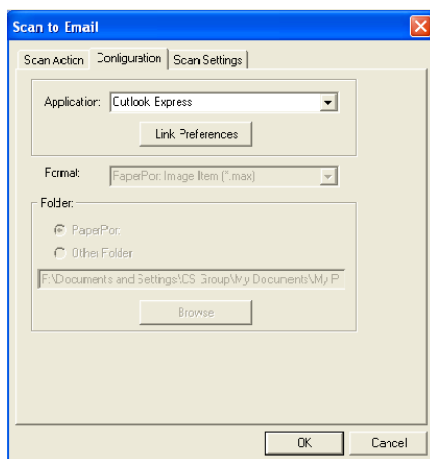 Scan to Email
Scan Action Configuration Scan Settings
Application: Outlook Express
Link Preferences
Format: PaperPort Image Item (*.max)
Folder:
PaperPort
Other Folder
F:\Documents and Settings\CS Group\My Documents\My P
Browse
OK Cancel